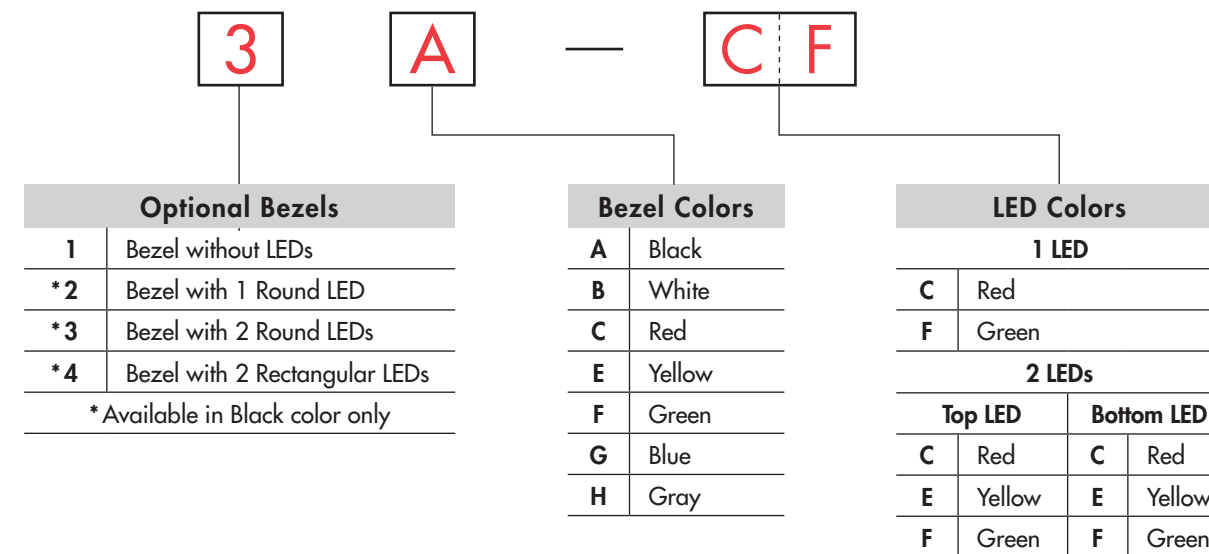 3 A — C F
Optional Bezels
1 Bezel without LEDs
*2 Bezel with 1 Round LED
*3 Bezel with 2 Round LEDs
*4 Bezel with 2 Rectangular LEDs
*Available in Black color only
Bezel Colors
A Black
B White
C Red
E Yellow
F Green
G Blue
H Gray
LED Colors
1 LED
C Red
F Green
2 LEDs
Top LED Bottom LED
C Red C Red
E Yellow E Yellow
F Green F Green